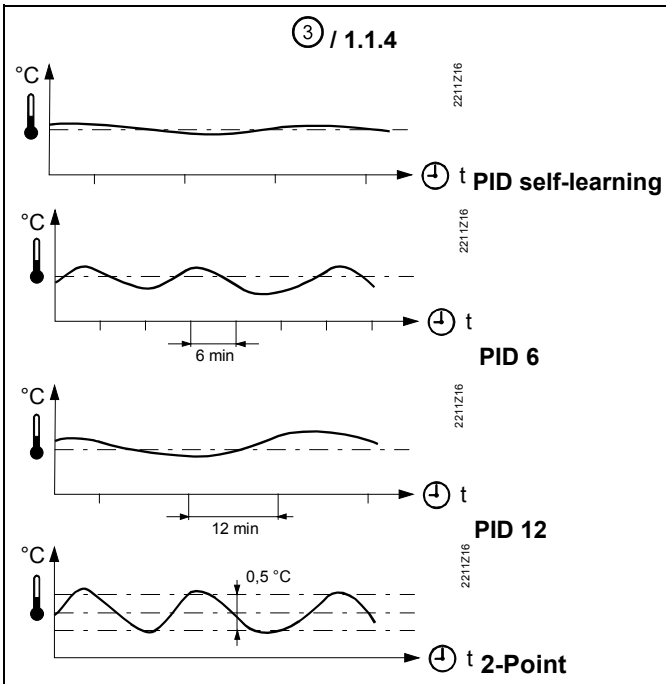 3 / 1.1.4
°C
2211Z16
t PID self-learning
°C
2211Z16
t
6 min
PID 6
°C
2211Z16
t
12 min
PID 12
°C
2211Z16
0,5 °C
t 2-Point